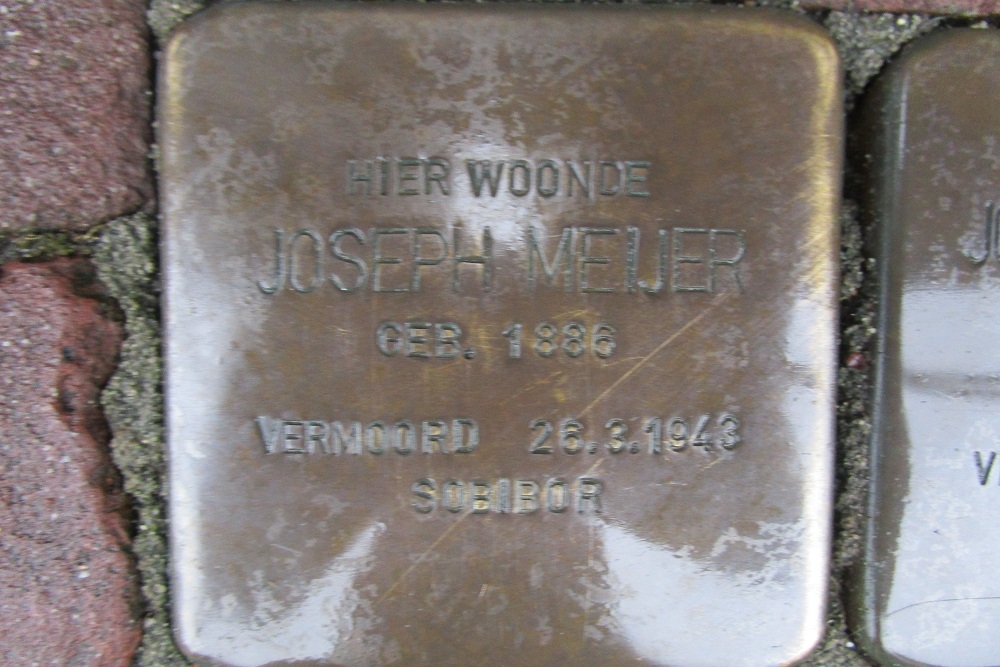 HIER WOONDE
JOSEPH MEIJER
GEB. 1886
VERMOORD 26.3.1943
SOBIBOR